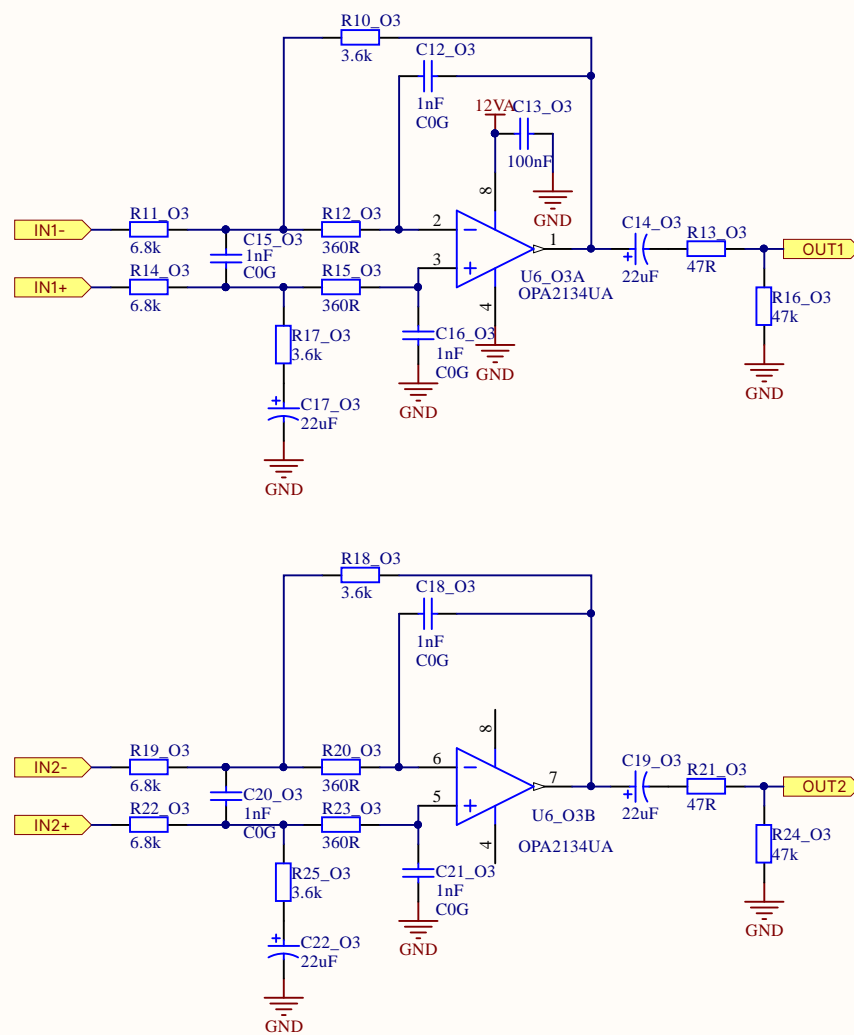 R10_O3
3.6k
C12_O3
1nF
C0G
12VA
C13_O3
100nF
8
GND
IN1-
R11_O3
6.8k
R12_O3
360R
2
1
C14_O3
22uF
R13_O3
47R
OUT1
C15_O3
1nF
C0G
IN1+
R14_O3
6.8k
R15_O3
360R
3
U6_O3A
OPA2134UA
4
GND
R16_O3
47k
GND
R17_O3
3.6k
C16_O3
1nF
C0G
GND
C17_O3
22uF
GND
R18_O3
3.6k
C18_O3
1nF
C0G
8
IN2-
R19_O3
6.8k
R20_O3
360R
6
7
C19_O3
22uF
R21_O3
47R
OUT2
C20_O3
1nF
C0G
IN2+
R22_O3
6.8k
R23_O3
360R
5
U6_O3B
OPA2134UA
4
R24_O3
47k
GND
R25_O3
3.6k
C21_O3
1nF
C0G
GND
C22_O3
22uF
GND